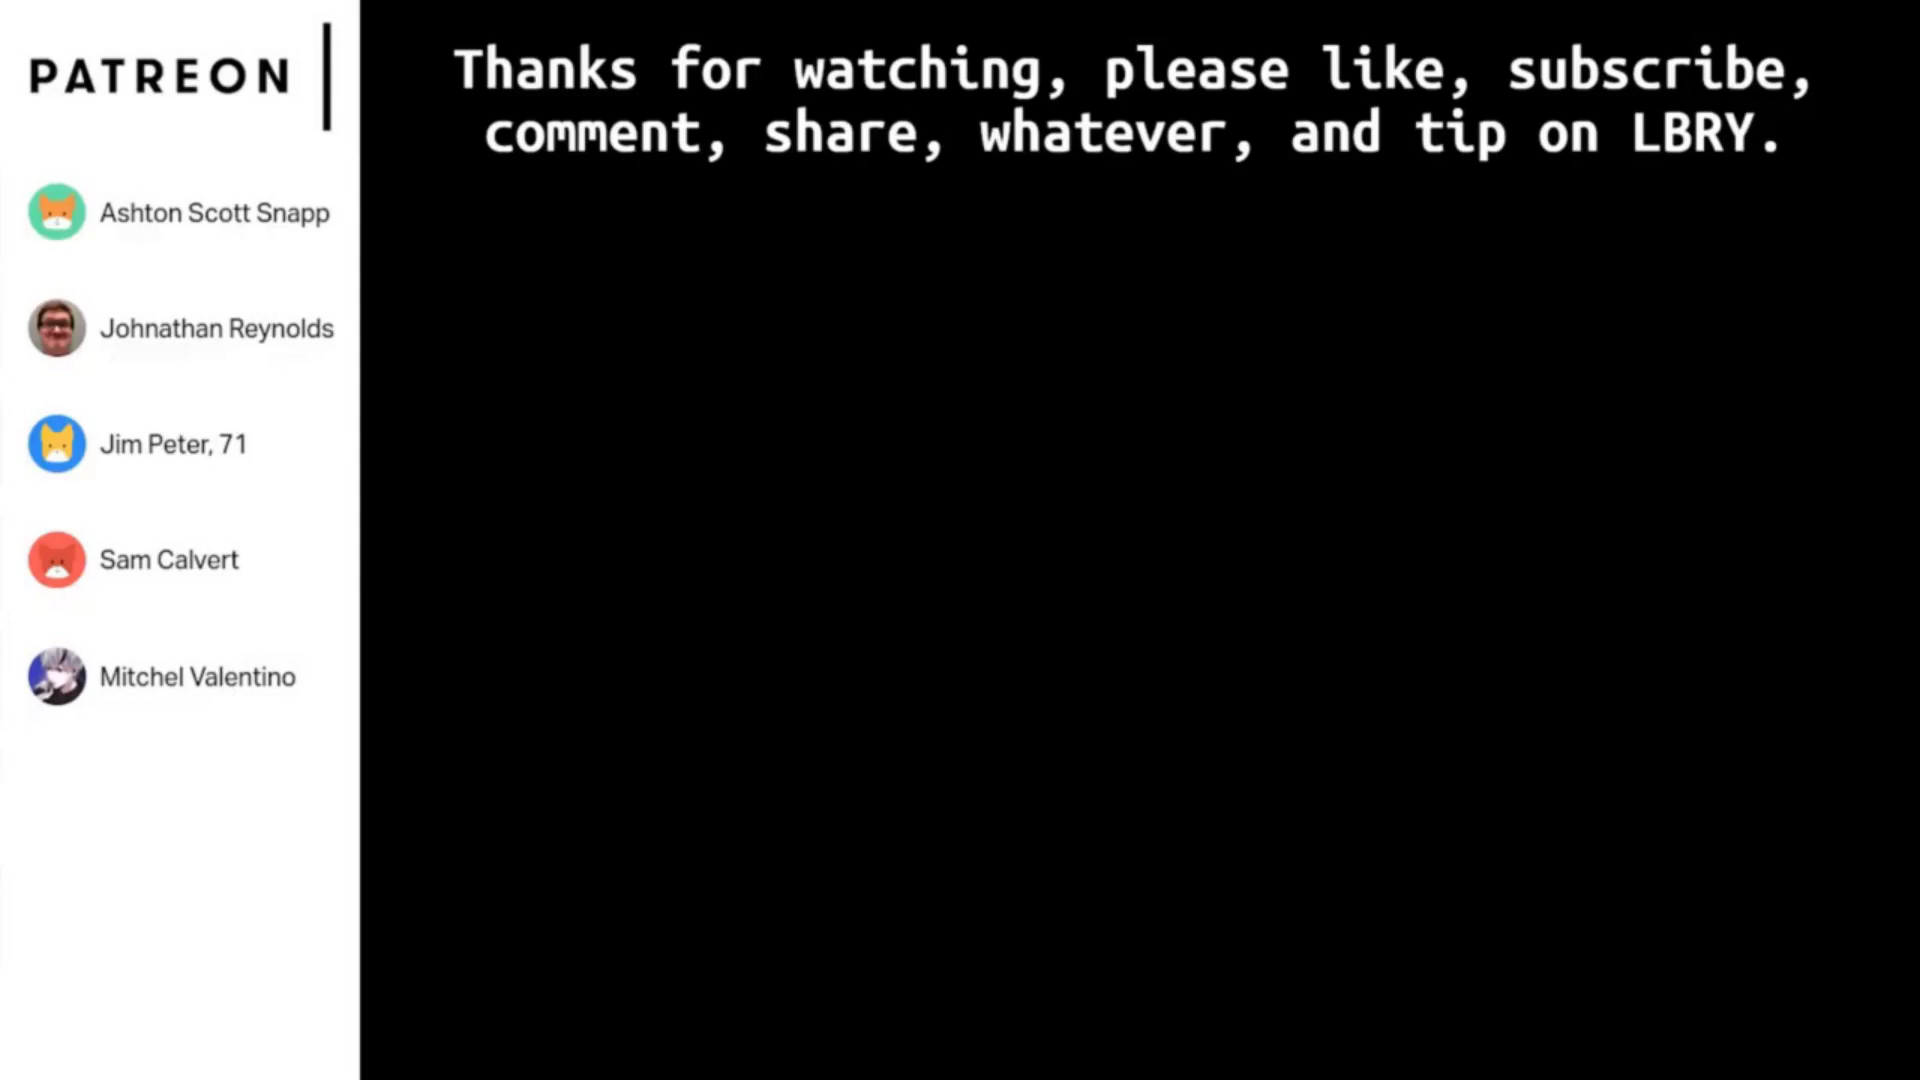 PATREON
Thanks for watching, please like, subscribe,
comment, share, whatever, and tip on LBRY.
Ashton Scott Snapp
Johnathan Reynolds
Jim Peter, 71
Sam Calvert
Mitchel Valentino